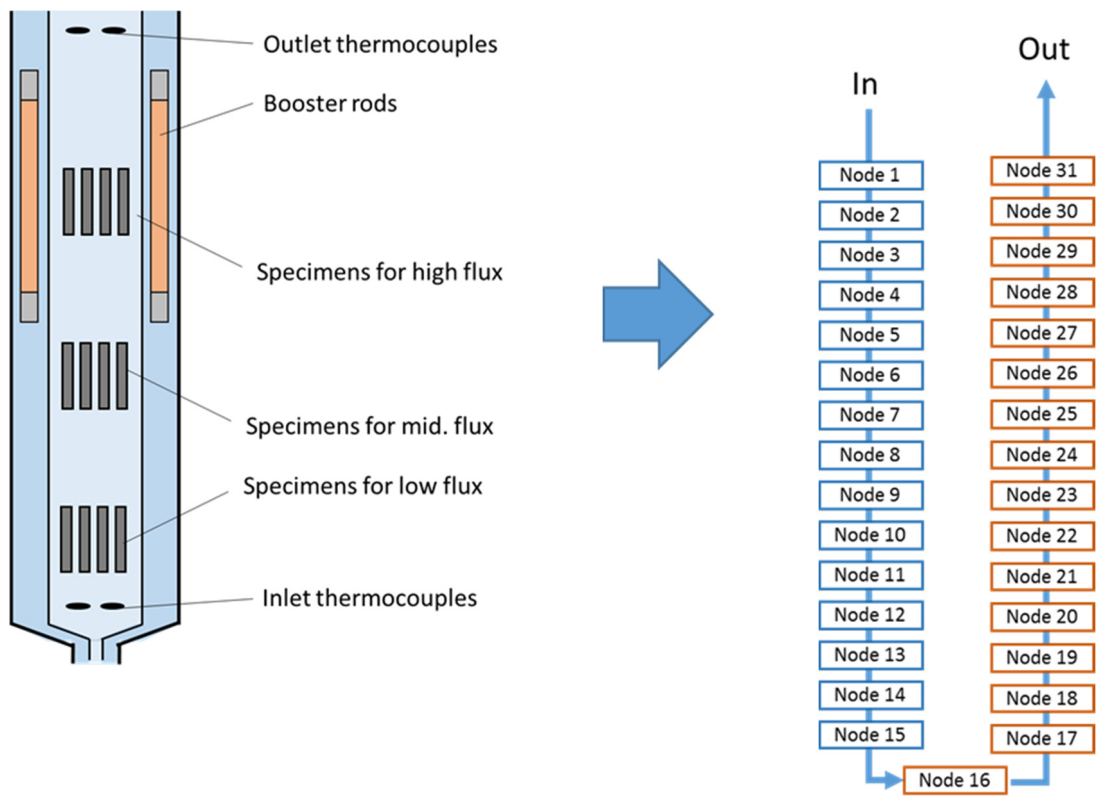 Outlet thermocouples
Booster rods
Specimens for high flux
Specimens for mid. flux
Specimens for low flux
Inlet thermocouples
In
Node 1
Node 2
Node 3
Node 4
Node 5
Node 6
Node 7
Node 8
Node 9
Node 10
Node 11
Node 12
Node 13
Node 14
Node 15
Node 16
Out
Node 31
Node 30
Node 29
Node 28
Node 27
Node 26
Node 25
Node 24
Node 23
Node 22
Node 21
Node 20
Node 19
Node 18
Node 17